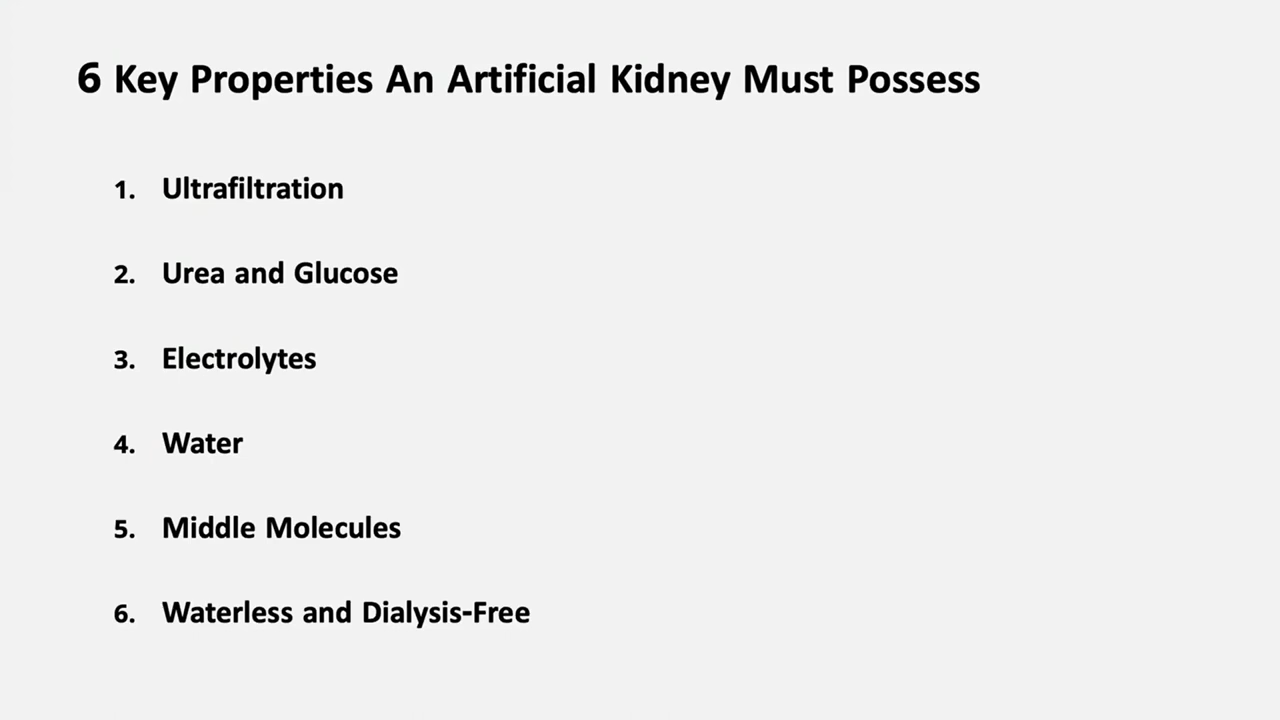 6 Key Properties An Artificial Kidney Must Possess
1. Ultrafiltration
2. Urea and Glucose
3. Electrolytes
4. Water
5. Middle Molecules
6. Waterless and Dialysis-Free